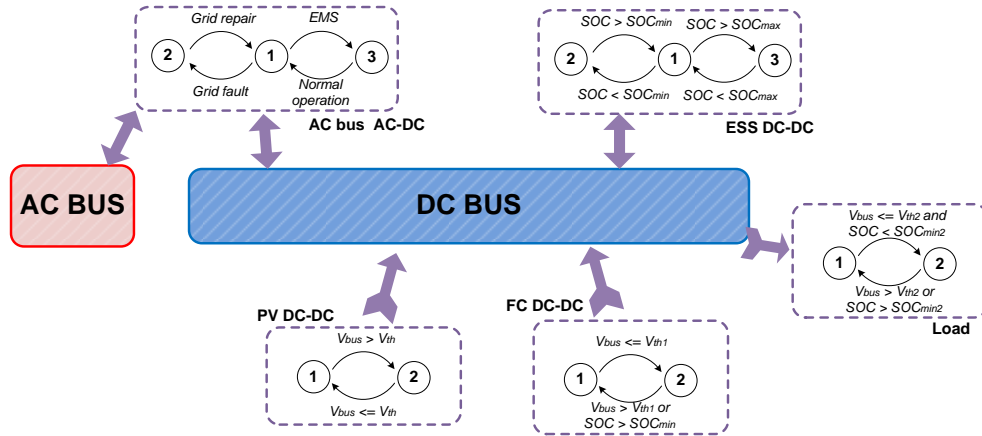 Grid repair
EMS
2
1
3
Grid fault
Normal
operation
AC bus AC-DC
SOC > SOCmin
SOC > SOCmax
2
1
3
SOC < SOCmin
SOC < SOCmax
ESS DC-DC
AC BUS
DC BUS
Vbus <= Vth2 and
SOC < SOCmin2
1
2
Vbus > Vth2 or
SOC > SOCmin2
Load
PV DC-DC
Vbus > Vth
1
2
Vbus <= Vth
FC DC-DC
Vbus <= Vth1
1
2
Vbus > Vth1 or
SOC > SOCmin